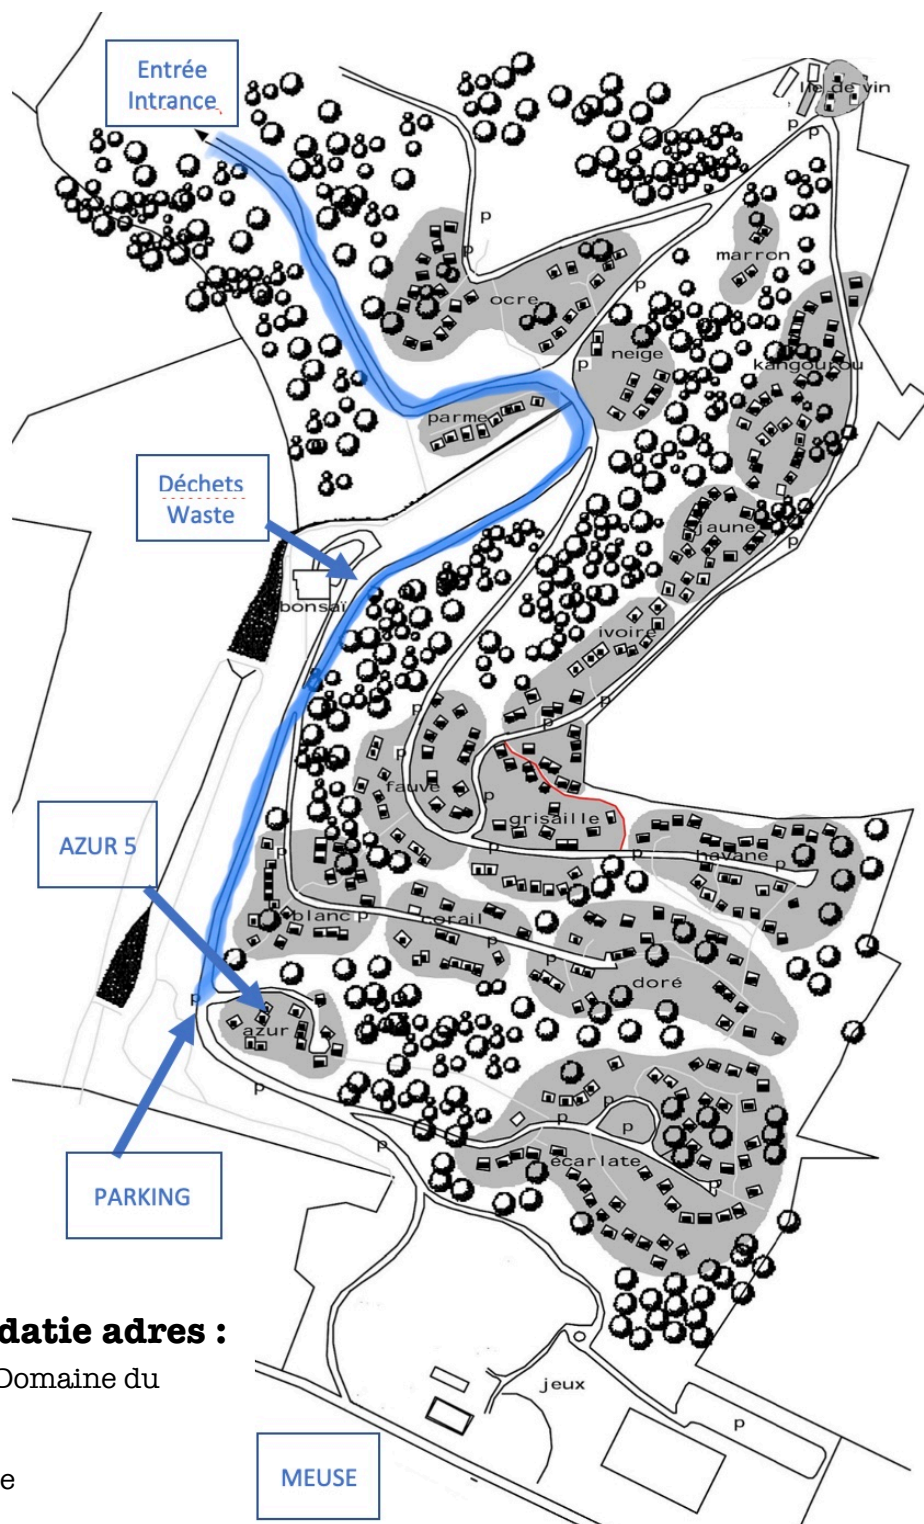 Entrée
Intrance
lie de vin
p
p
p
marron
ocre
p
neige
p
kangourou
parme
Déchets
Waste
jaune
p
bonsaï
ivoire
p
p
p
p
fauve
p
AZUR 5
grisaille
p
p
havane
p
p
blanc
p
corail
p
p
doré
p
azur
p
p
p
p
p
écarlate
p
PARKING
datie adres :
Domaine du
jeux
p
e
MEUSE